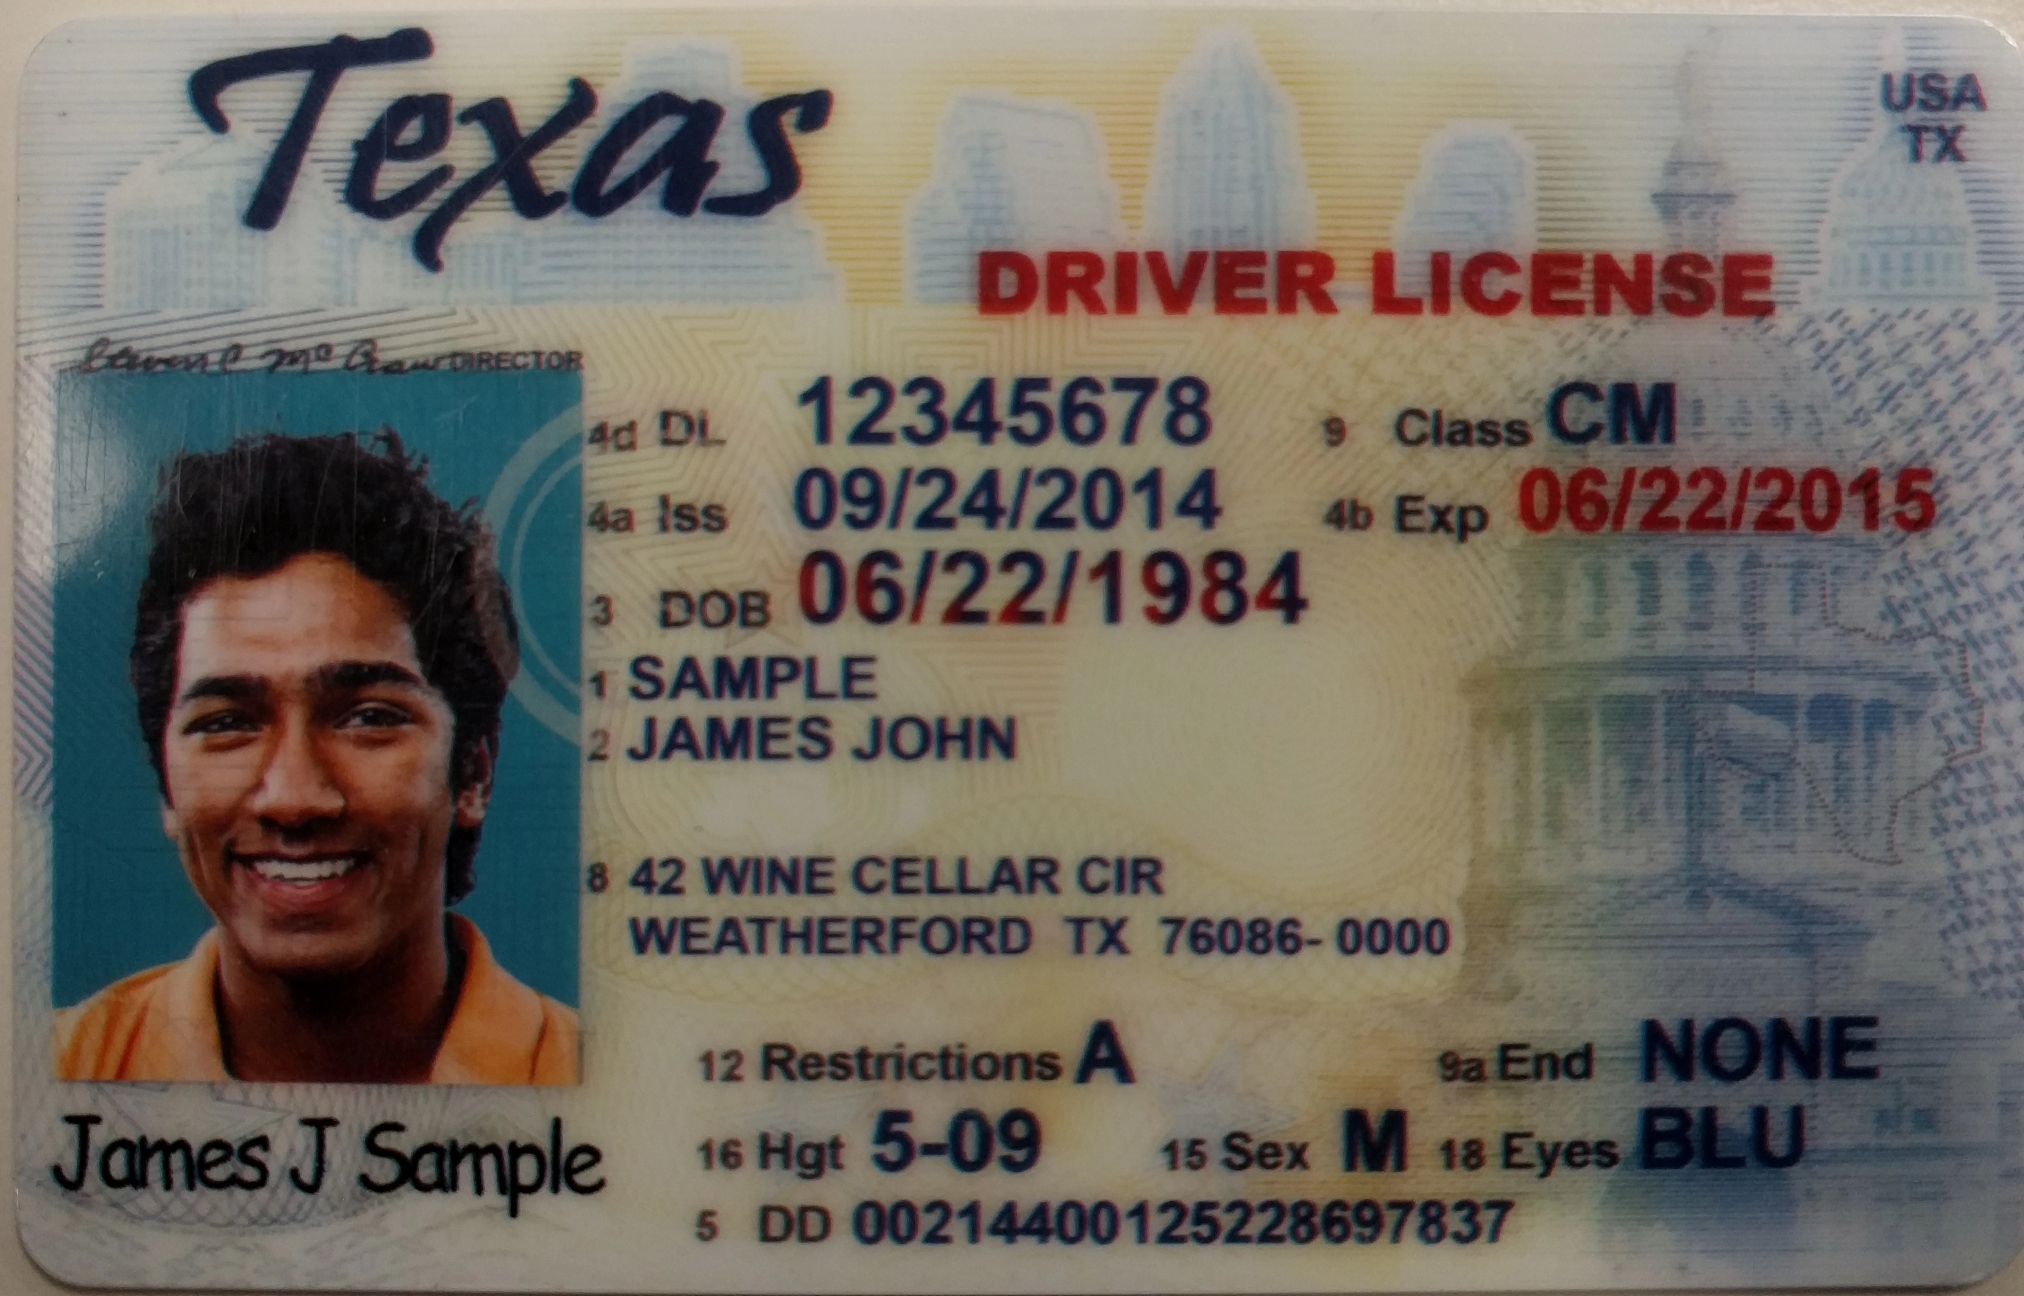 Texas
USA
TX
DRIVER LICENSE
Steven C McCraw DIRECTOR
4d DL 12345678 9 Class CM
4a Iss 09/24/2014 4b Exp 06/22/2015
3 DOB 06/22/1984
1 SAMPLE
2 JAMES JOHN
8 42 WINE CELLAR CIR
WEATHERFORD TX 76086-0000
12 Restrictions A 9a End NONE
16 Hgt 5-09 15 Sex M 18 Eyes BLU
5 DD 00214400125228697837
James J Sample